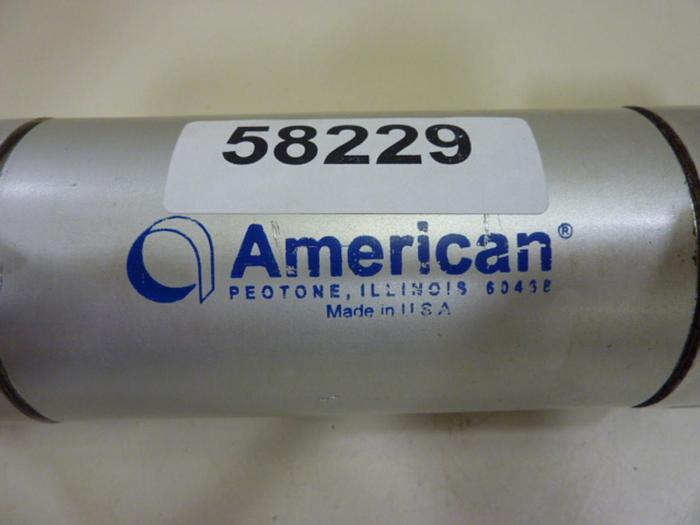 58229
American®
PEOTONE, ILLINOIS 60468
Made in U.S.A